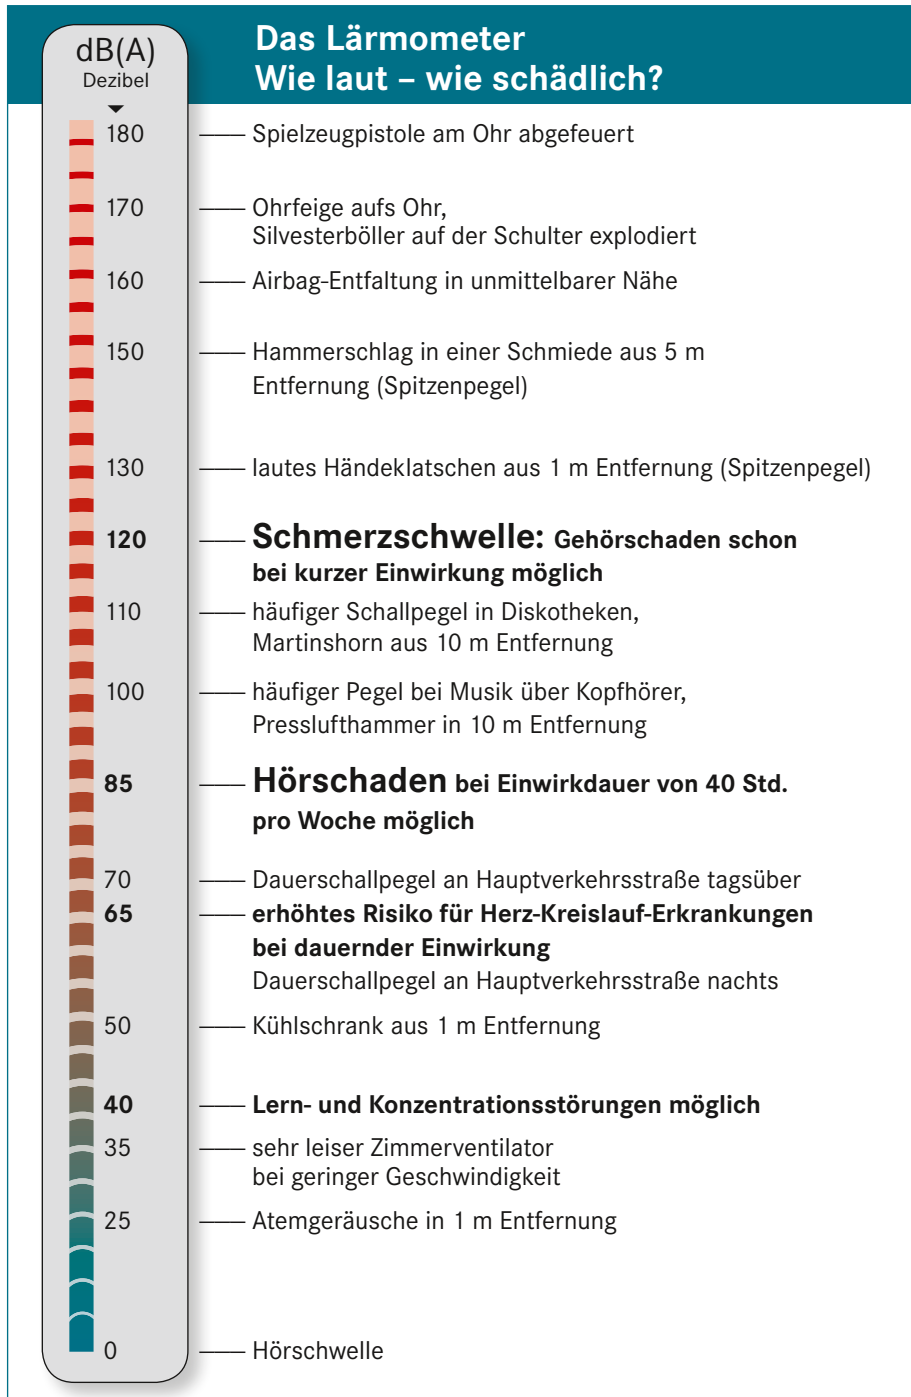 dB(A)
Dezibel
Das Lärmometer
Wie laut – wie schädlich?
180 Spielzeugpistole am Ohr abgefeuert
170 Ohrfeige aufs Ohr,
Silvesterböller auf der Schulter explodiert
160 Airbag-Entfaltung in unmittelbarer Nähe
150 Hammerschlag in einer Schmiede aus 5 m
Entfernung (Spitzenpegel)
130 lautes Händeklatschen aus 1 m Entfernung (Spitzenpegel)
120 Schmerzschwelle: Gehörschaden schon
bei kurzer Einwirkung möglich
110 häufiger Schallpegel in Diskotheken,
Martinshorn aus 10 m Entfernung
100 häufiger Pegel bei Musik über Kopfhörer,
Presslufthammer in 10 m Entfernung
85 Hörschaden bei Einwirkdauer von 40 Std.
pro Woche möglich
70 Dauerschallpegel an Hauptverkehrsstraße tagsüber
65 erhöhtes Risiko für Herz-Kreislauf-Erkrankungen
bei dauernder Einwirkung
Dauerschallpegel an Hauptverkehrsstraße nachts
50 Kühlschrank aus 1 m Entfernung
40 Lern- und Konzentrationsstörungen möglich
35 sehr leiser Zimmerventilator
bei geringer Geschwindigkeit
25 Atemgeräusche in 1 m Entfernung
0 Hörschwelle